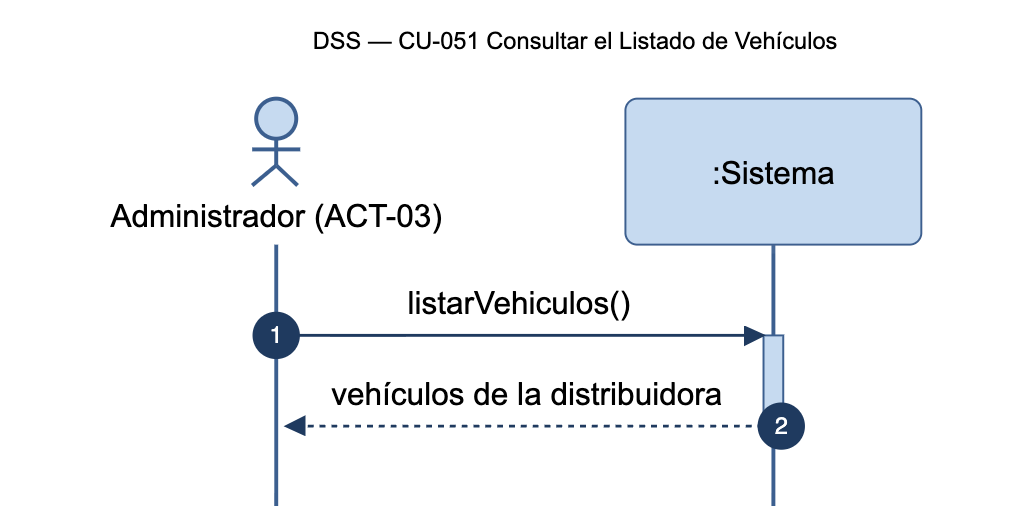 DSS — CU-051 Consultar el Listado de Vehículos
:Sistema
Administrador (ACT-03)
listarVehiculos()
1
vehículos de la distribuidora
2